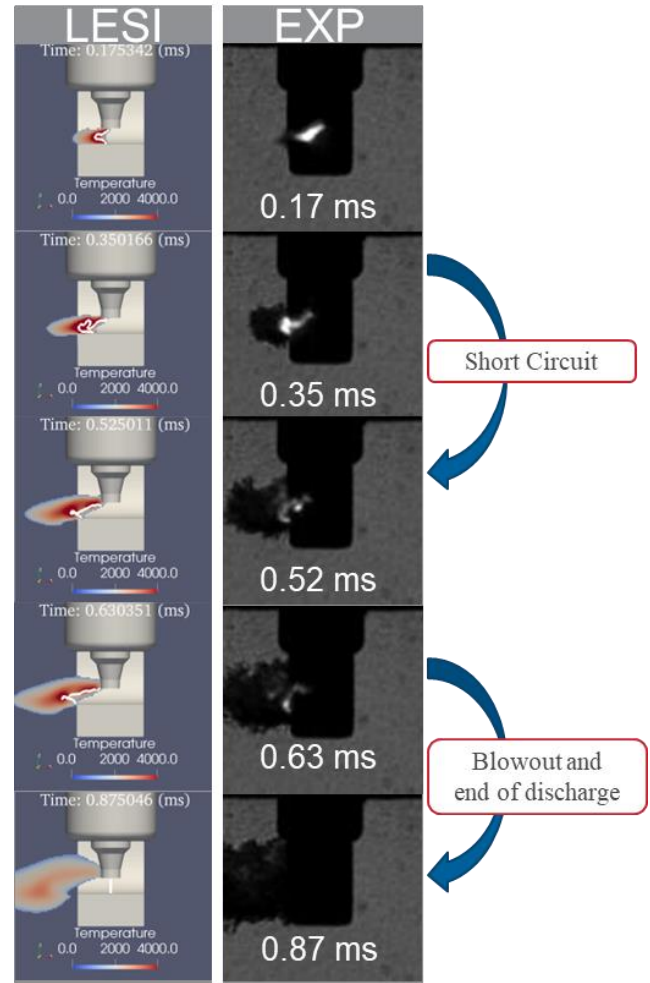 LESI
EXP
Time: 0.175342 (ms)
Temperature
0.0 2000 4000.0
0.17 ms
Time: 0.350166 (ms)
Temperature
0.0 2000 4000.0
0.35 ms
Short Circuit
Time: 0.525011 (ms)
Temperature
0.0 2000 4000.0
0.52 ms
Time: 0.630351 (ms)
Temperature
0.0 2000 4000.0
0.63 ms
Blowout and
end of discharge
Time: 0.875046 (ms)
Temperature
0.0 2000 4000.0
0.87 ms